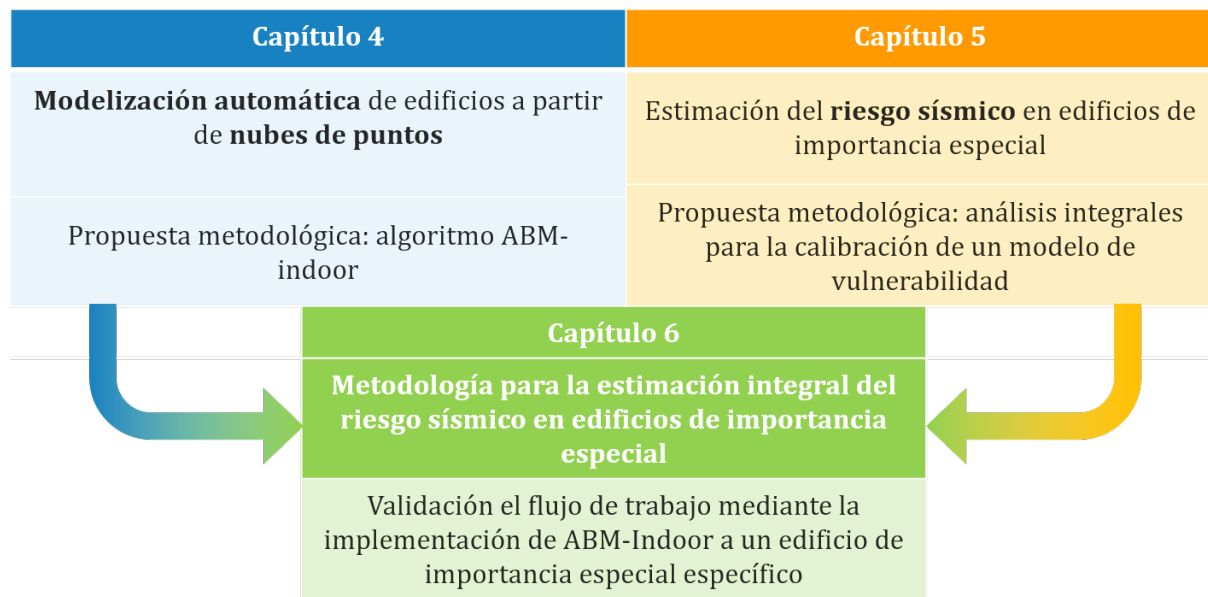 Capítulo 4
Modelización automática de edificios a partir
de nubes de puntos
Propuesta metodológica: algoritmo ABM-
indoor
Capítulo 5
Estimación del riesgo sísmico en edificios de
importancia especial
Propuesta metodológica: análisis integrales
para la calibración de un modelo de
vulnerabilidad
Capítulo 6
Metodología para la estimación integral del
riesgo sísmico en edificios de importancia
especial
Validación el flujo de trabajo mediante la
implementación de ABM-Indoor a un edificio de
importancia especial específico